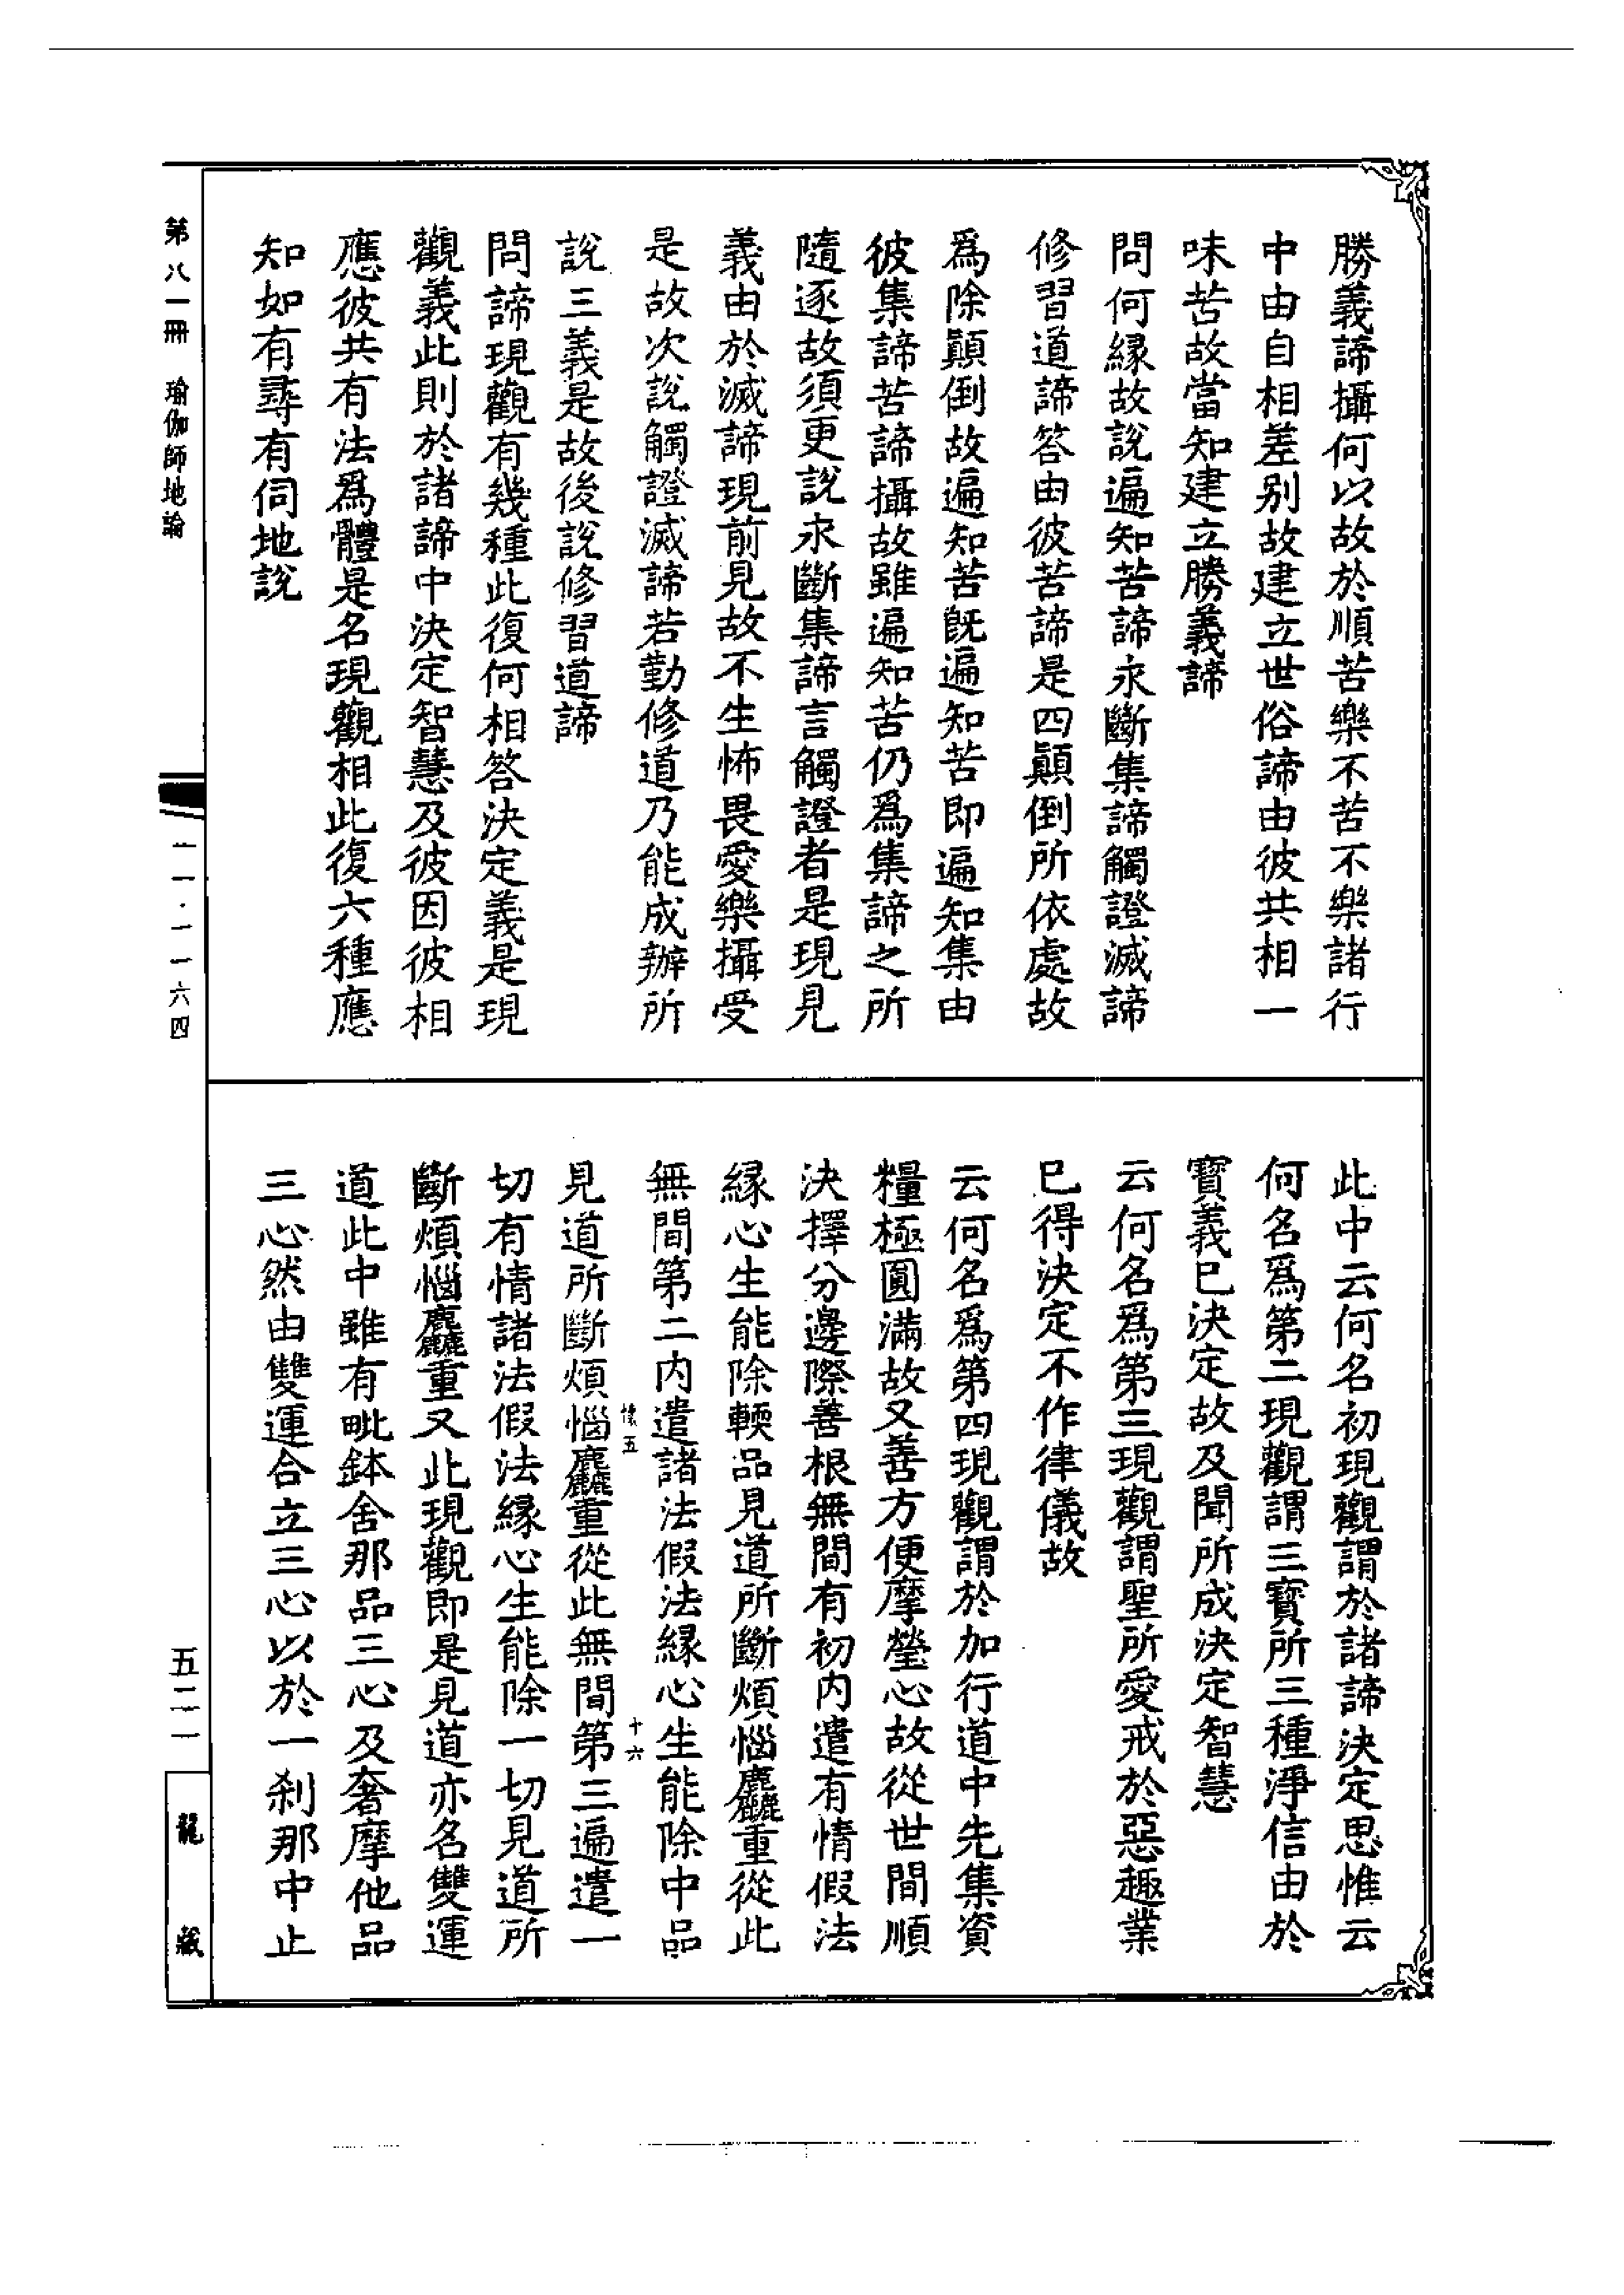 勝義諦攝何以故於順苦樂不苦不樂諸行
中由自相差别故建立世俗諦由彼共相一
味苦故當知建立勝義諦
問何縁故說遍知苦諦永斷集諦觸證滅諦
修習道諦答由彼苦諦是四顚倒所依處故
爲除顚倒故遍知苦旣遍知苦即遍知集由
彼集諦苦諦攝故雖遍知苦仍爲集諦之所
隨逐故須更說永斷集諦言觸證者是現見
義由於滅諦現前見故不生怖畏愛樂攝受
是故次說觸證滅諦若勤修道乃能成辦所
說三義是故後說修習道諦
問諦現觀有幾種此復何相答決定義是現
觀義此則於諸諦中決定智慧及彼因彼相
應彼共有法爲體是名現觀相此復六種應
知如有尋有伺地說
此中云何名初現觀謂於諸諦決定思惟云
何名爲第二現觀謂三寶所三種淨信由於
寶義已決定故及聞所成決定智慧
云何名爲第三現觀謂聖所愛戒於惡趣業
已得決定不作律儀故
云何名爲第四現觀謂於加行道中先集資
糧極圓滿故又善方便摩瑩心故從世間順
決擇分邊際善根無間有初内遣有情假法
縁心生能除輭品見道所斷煩惱麤重從此
無間第二内遣諸法假法縁心生能除中品
見道所斷煩惱麤重從此無間第三遍遣一
切有情諸法假法縁心生能除一切見道所
斷煩惱麤重又此現觀即是見道亦名雙運
道此中雖有毗鉢舍那品三心及奢摩他品
三心然由雙運合立三心以於一刹那中止
十六
第八一冊 瑜伽師地論
一一·一一六四
五二一
龍藏